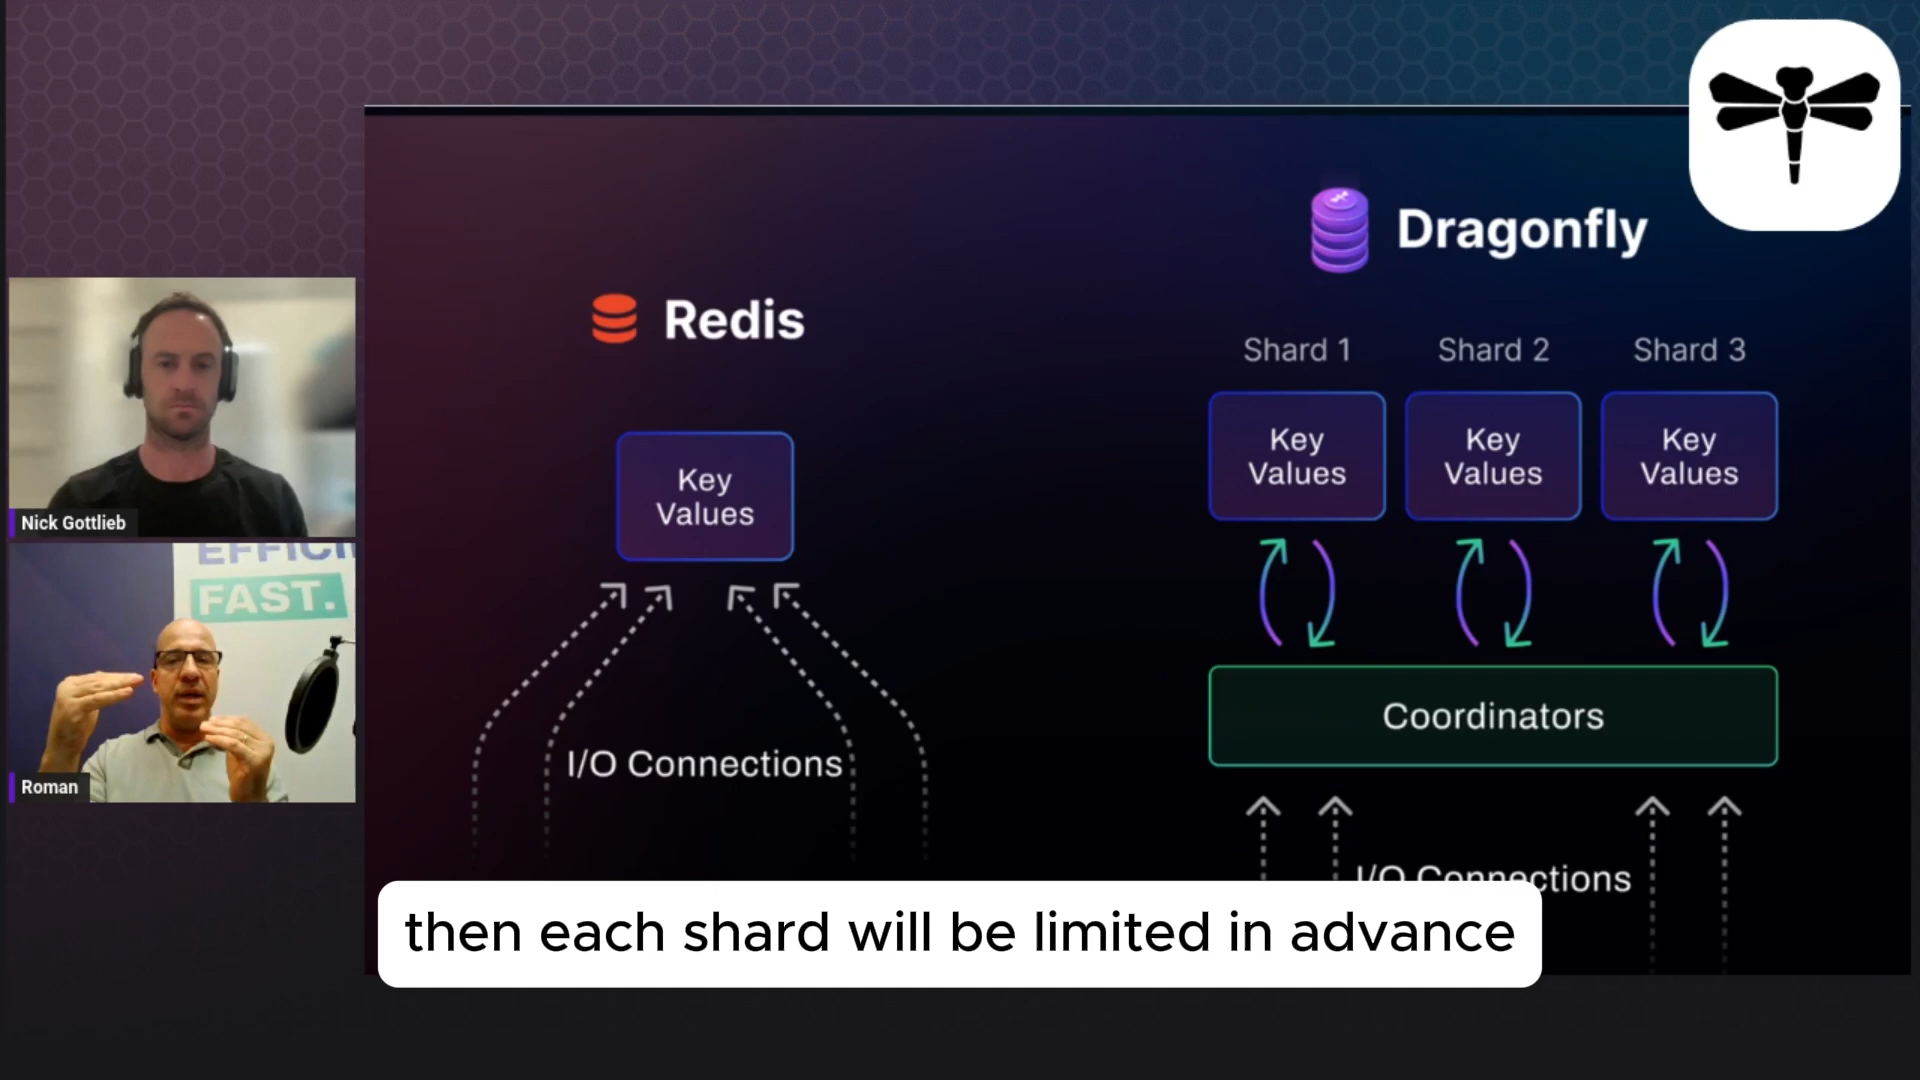 Dragonfly
Redis
Shard 1
Shard 2
Shard 3
Key
Values
Key
Values
Key
Values
Key
Values
Nick Gottlieb
FAST.
Coordinators
I/O Connections
Roman
I/O Connections
then each shard will be limited in advance